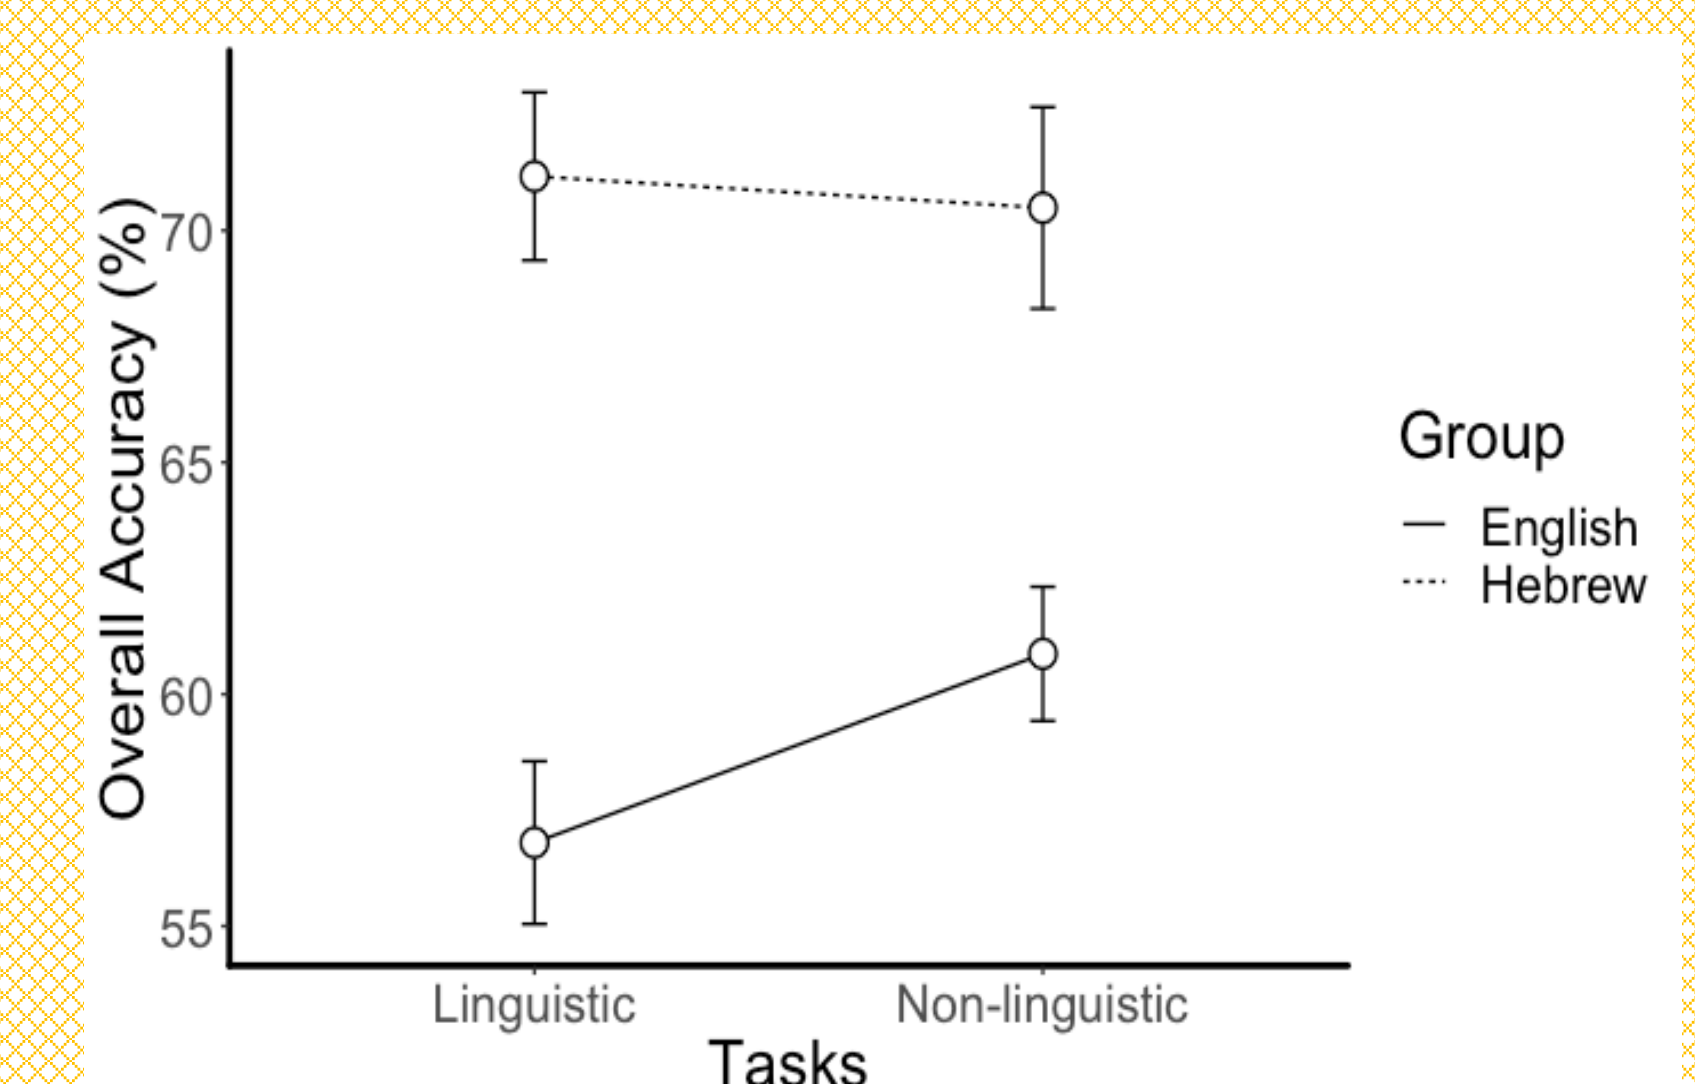 Overall Accuracy (%)
70
65
60
55
Linguistic
Non-linguistic
Tasks
Group
English
Hebrew